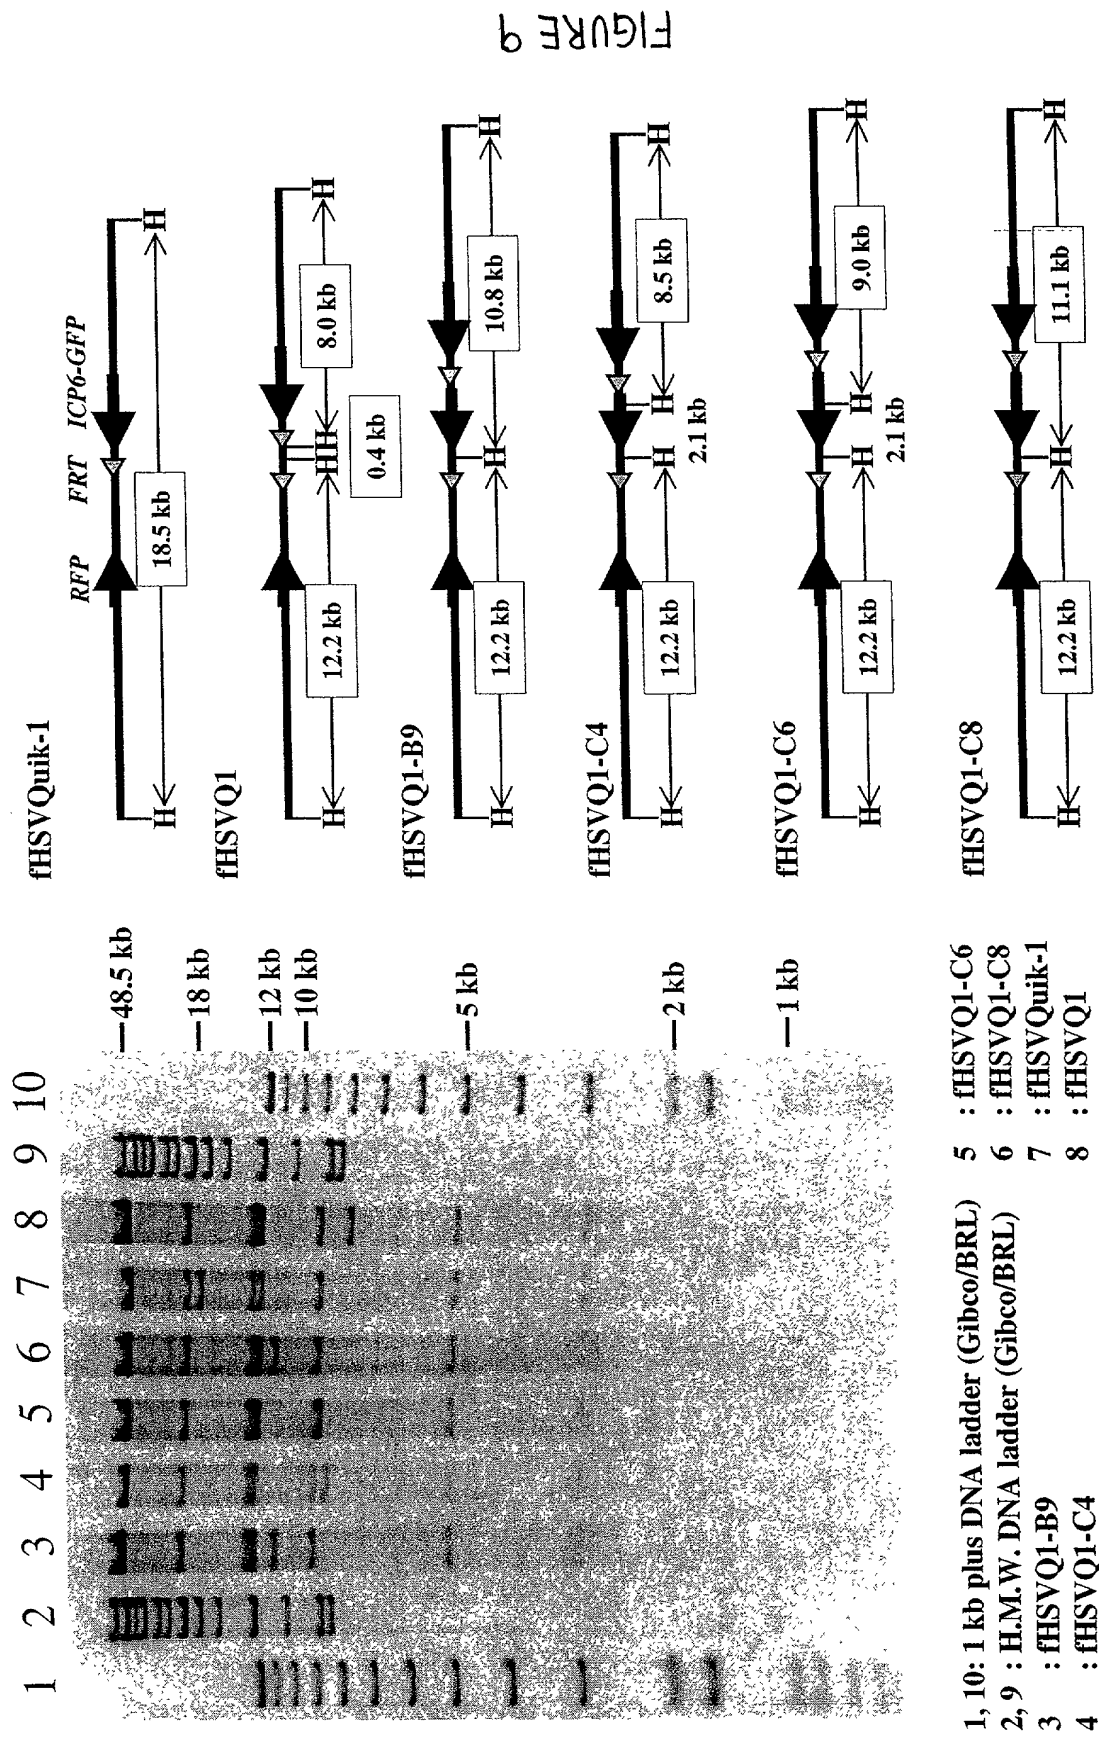 FIGURE 9
1 2 3 4 5 6 7 8 9 10
48.5 kb
18 kb
12 kb
10 kb
5 kb
2 kb
1 kb
1, 10: 1 kb plus DNA ladder (Gibco/BRL)
2, 9 : H.M.W. DNA ladder (Gibco/BRL)
3 : fHSVQ1-B9
4 : fHSVQ1-C4
5 : fHSVQ1-C6
6 : fHSVQ1-C8
7 : fHSVQuik-1
8 : fHSVQ1
fHSVQuik-1
RFP FRT ICP6-GFP
H 18.5 kb H
fHSVQ1
H 12.2 kb HH 8.0 kb H
0.4 kb
fHSVQ1-B9
H 12.2 kb H 10.8 kb H
fHSVQ1-C4
H 12.2 kb H H 8.5 kb H
2.1 kb
fHSVQ1-C6
H 12.2 kb H H 9.0 kb H
2.1 kb
fHSVQ1-C8
H 12.2 kb H 11.1 kb H